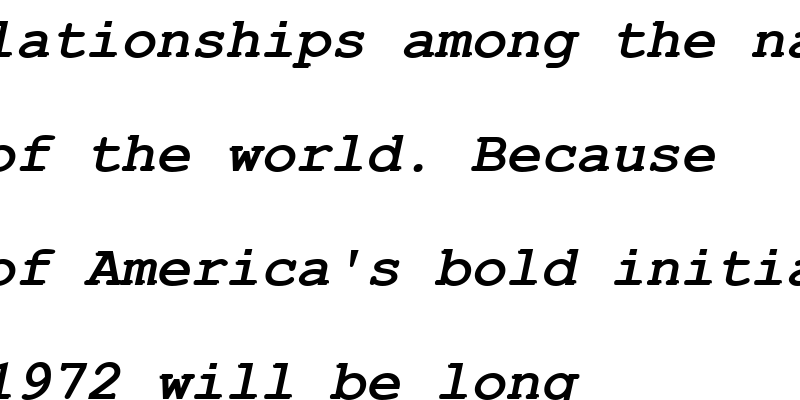 lationships among the na
of the world. Because
of America's bold initia
1972 will be long